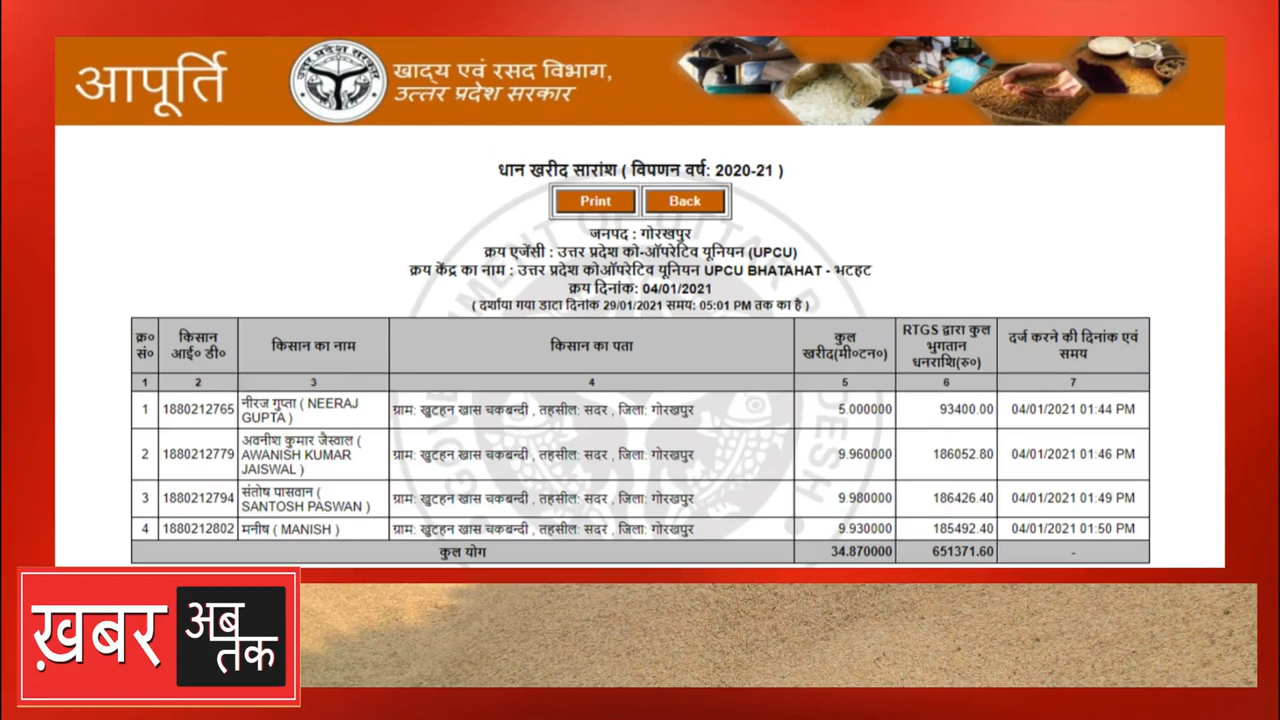 आपूर्ति
उत्तर प्रदेश सरकार
खाद्य एवं रसद विभाग,
उत्तर प्रदेश सरकार
धान खरीद सारांश ( विपणन वर्ष: 2020-21 )
Print Back
जनपद : गोरखपुर
क्रय एजेंसी : उत्तर प्रदेश को-ऑपरेटिव यूनियन (UPCU)
क्रय केंद्र का नाम : उत्तर प्रदेश कोऑपरेटिव यूनियन UPCU BHATAHAT - भटहट
क्रय दिनांक: 04/01/2021
( दर्शाया गया डाटा दिनांक 29/01/2021 समय: 05:01 PM तक का है )
क्र० सं० किसान आई० डी० किसान का नाम किसान का पता कुल खरीद(मी०टन०) RTGS द्वारा कुल भुगतान धनराशि(रु०) दर्ज करने की दिनांक एवं समय
1 2 3 4 5 6 7
1 1880212765 नीरज गुप्ता ( NEERAJ GUPTA ) ग्राम: खुटहन खास चकबन्दी , तहसील: सदर , जिला: गोरखपुर 5.000000 93400.00 04/01/2021 01:44 PM
2 1880212779 अवनीश कुमार जैस्वाल ( AWANISH KUMAR JAISWAL ) ग्राम: खुटहन खास चकबन्दी , तहसील: सदर , जिला: गोरखपुर 9.960000 186052.80 04/01/2021 01:46 PM
3 1880212794 संतोष पासवान ( SANTOSH PASWAN ) ग्राम: खुटहन खास चकबन्दी , तहसील: सदर , जिला: गोरखपुर 9.980000 186426.40 04/01/2021 01:49 PM
4 1880212802 मनीष ( MANISH ) ग्राम: खुटहन खास चकबन्दी , तहसील: सदर , जिला: गोरखपुर 9.930000 185492.40 04/01/2021 01:50 PM
कुल योग 34.870000 651371.60 -
ख़बर अब तक